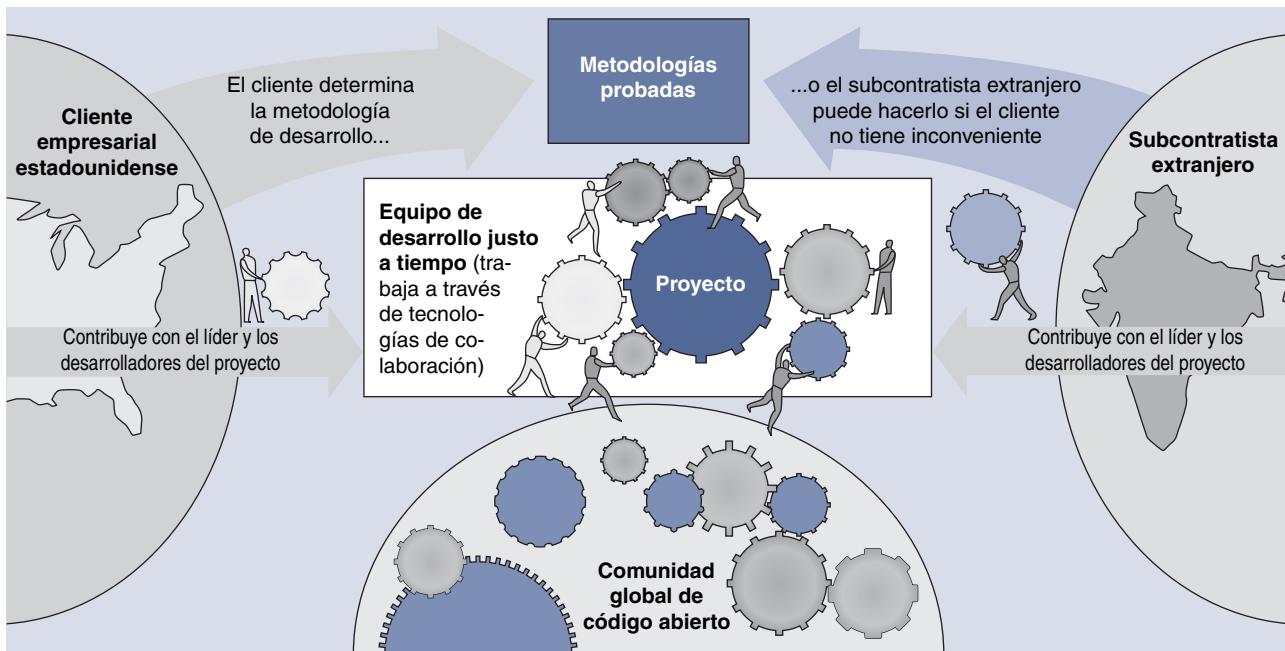 Cliente
empresarial
estadounidense
El cliente determina
la metodología
de desarrollo...
Metodologías
probadas
...o el subcontratista extranjero
puede hacerlo si el cliente
no tiene inconveniente
Subcontratista
extranjero
Equipo de
desarrollo justo
a tiempo (tra-
baja a través
de tecnolo-
gías de co-
laboración)
Proyecto
Contribuye con el líder y los
desarrolladores del proyecto
Contribuye con el líder y los
desarrolladores del proyecto
Comunidad
global de
código abierto